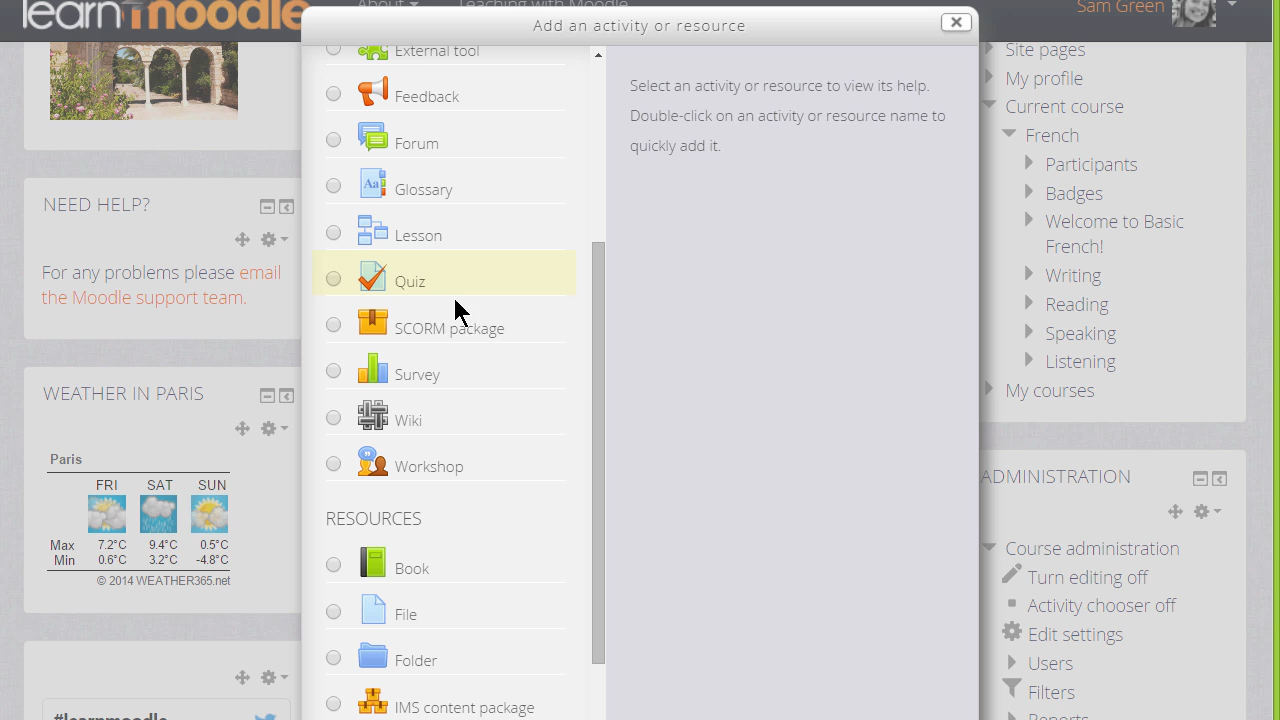 learn moodle
About
Teaching with Moodle
Sam Green
Add an activity or resource
External tool
Feedback
Forum
Glossary
Aa
Lesson
Quiz
SCORM package
Survey
Wiki
Workshop
RESOURCES
Book
File
Folder
IMS content package
Select an activity or resource to view its help.
Double-click on an activity or resource name to
quickly add it.
NEED HELP?
For any problems please email
the Moodle support team.
WEATHER IN PARIS
Paris
FRI SAT SUN
Max 7.2°C 9.4°C 0.5°C
Min 0.6°C 3.2°C -4.8°C
© 2014 WEATHER365.net
#learnmoodle
Site pages
My profile
Current course
French
Participants
Badges
Welcome to Basic
French!
Writing
Reading
Speaking
Listening
My courses
ADMINISTRATION
Course administration
Turn editing off
Activity chooser off
Edit settings
Users
Filters
Reports